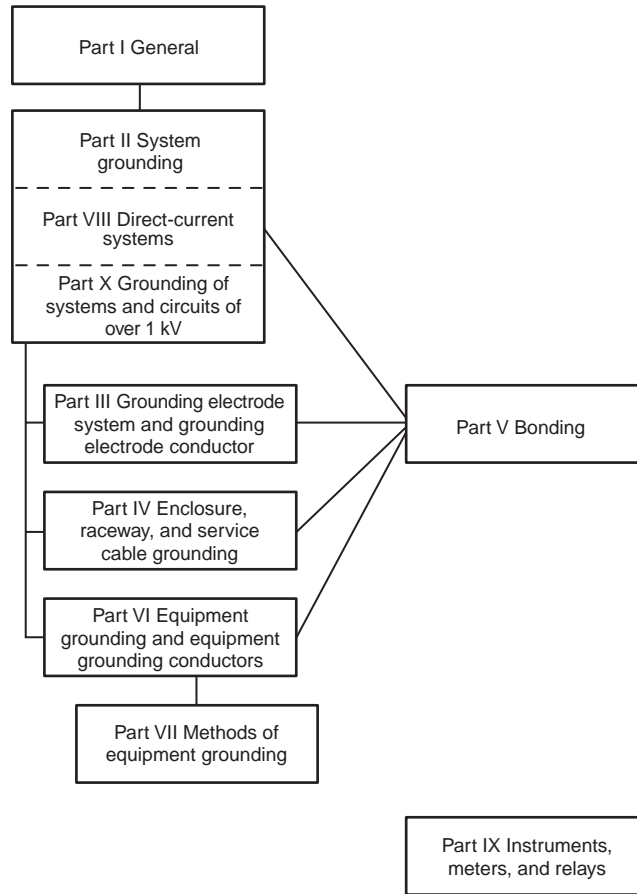 Part I General
Part II System
grounding
Part VIII Direct-current
systems
Part X Grounding of
systems and circuits of
over 1 kV
Part III Grounding electrode
system and grounding
electrode conductor
Part V Bonding
Part IV Enclosure,
raceway, and service
cable grounding
Part VI Equipment
grounding and equipment
grounding conductors
Part VII Methods of
equipment grounding
Part IX Instruments,
meters, and relays